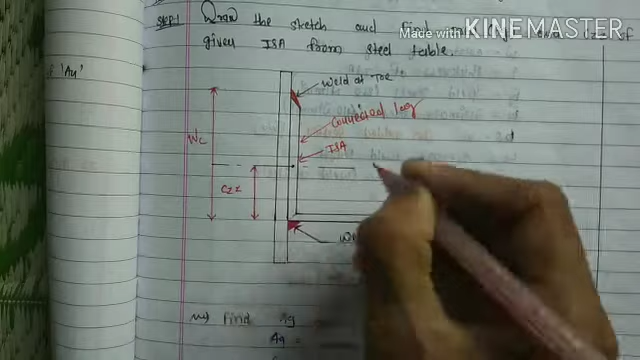 Made with KINEMASTER
Step:1 Draw the sketch and find
given ISA from steel table
Weld at Toe
Connected leg
Wc
ISA
Czz
Find Ag
Ag =